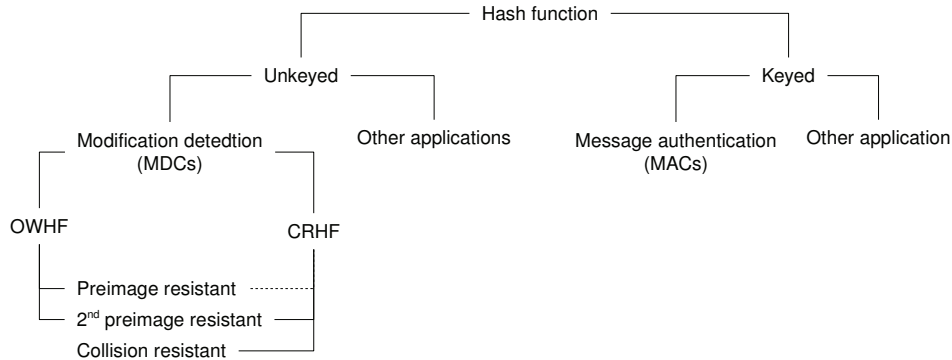 Hash function
Unkeyed
Keyed
Modification detedtion
(MDCs)
Other applications
Message authentication
(MACs)
Other application
OWHF
CRHF
Preimage resistant
2nd preimage resistant
Collision resistant